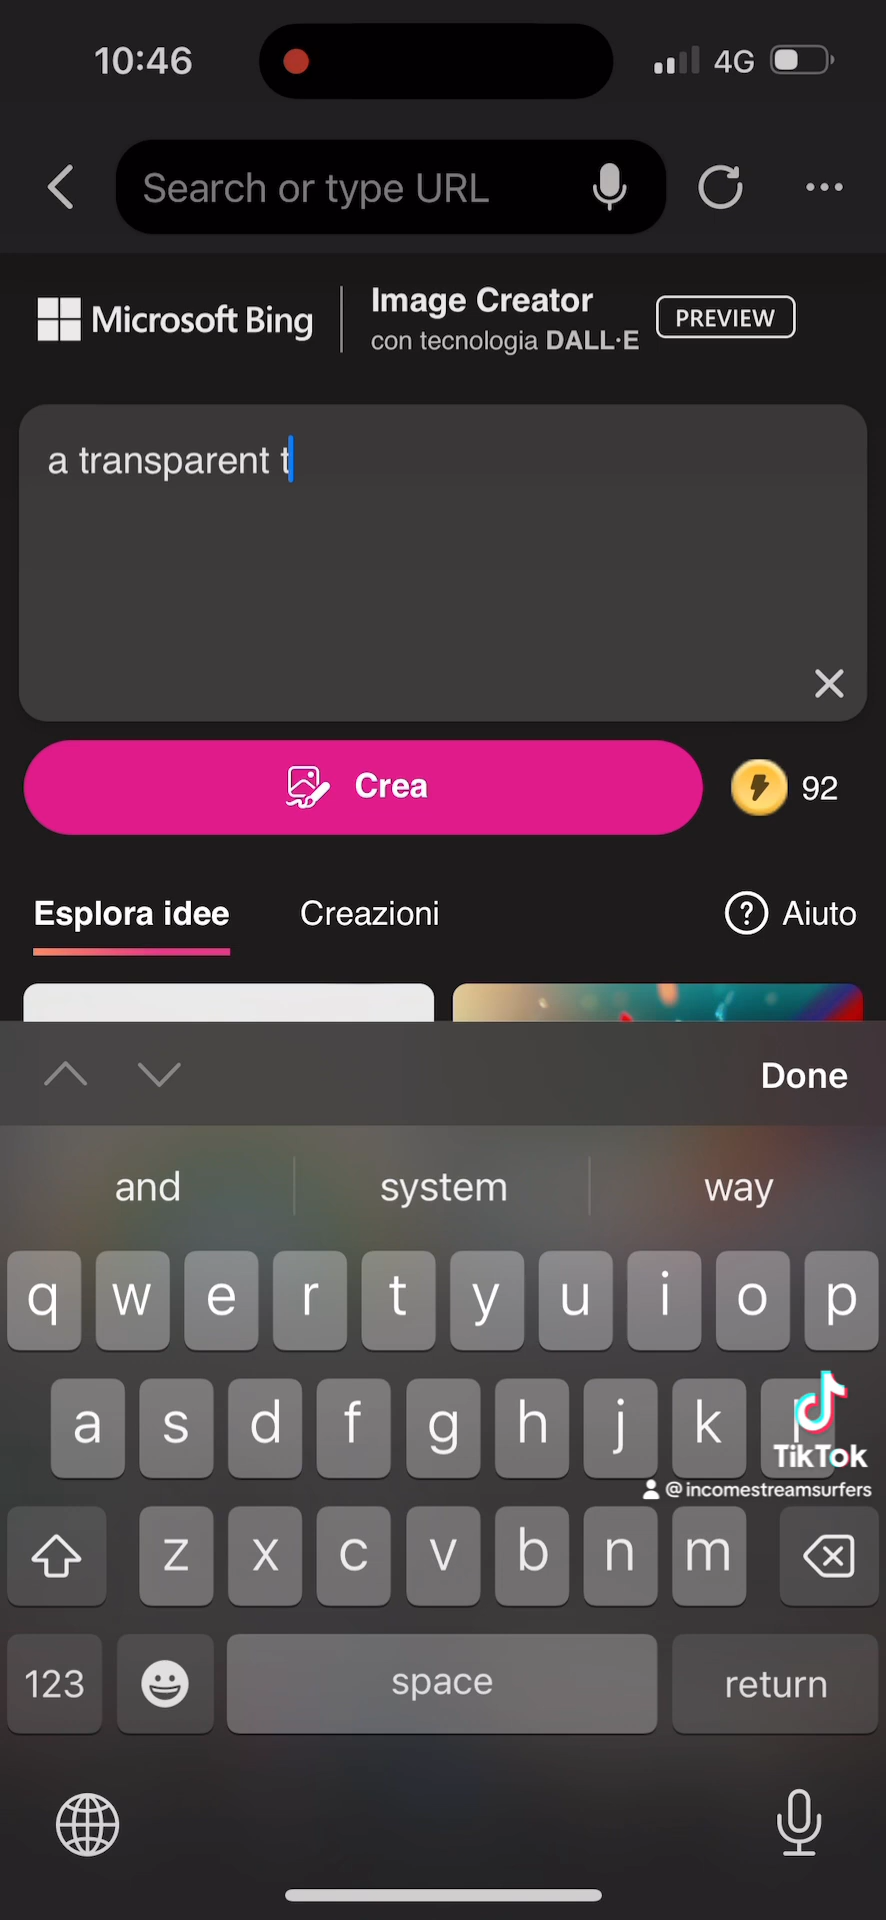 10:46
4G
Search or type URL
Microsoft Bing
Image Creator
PREVIEW
con tecnologia DALL·E
a transparent t
Crea
92
Esplora idee
Creazioni
? Aiuto
Done
and
system
way
q w e r t y u i o p
a s d f g h j k
TikTok
@incomestreamsurfers
z x c v b n m
123
space
return